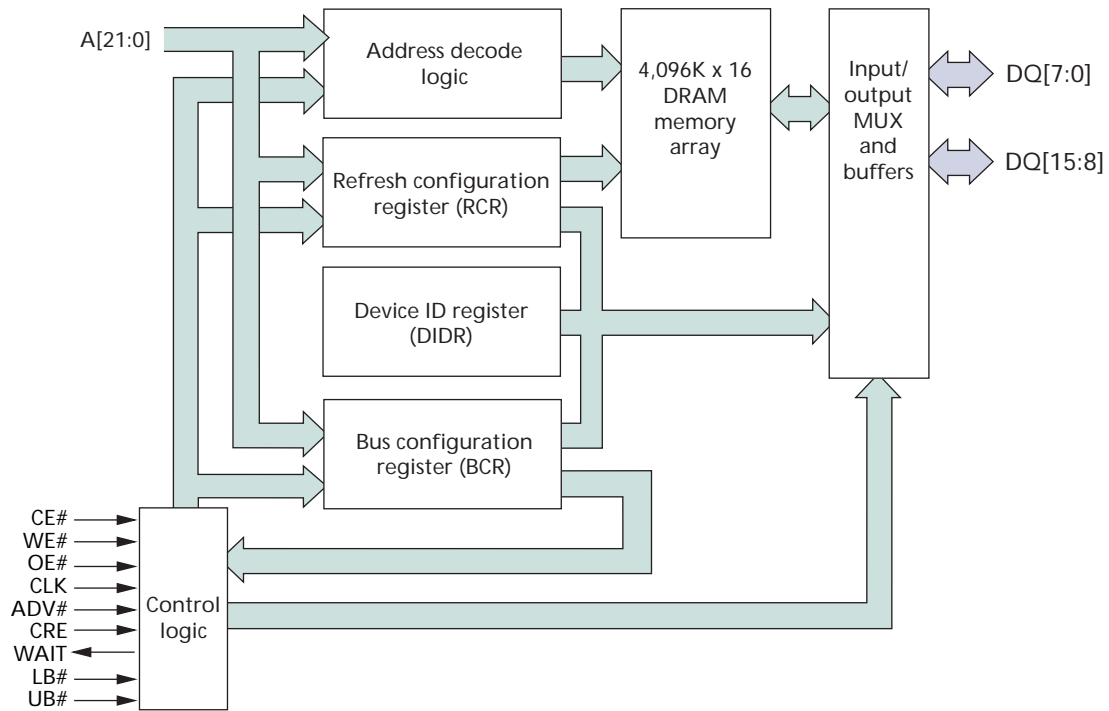 A[21:0]
Address decode
logic
4,096K x 16
DRAM
memory
array
Input/
output
MUX
and
buffers
DQ[7:0]
DQ[15:8]
Refresh configuration
register (RCR)
Device ID register
(DIDR)
Bus configuration
register (BCR)
CE#
WE#
OE#
CLK
ADV#
CRE
WAIT
LB#
UB#
Control
logic